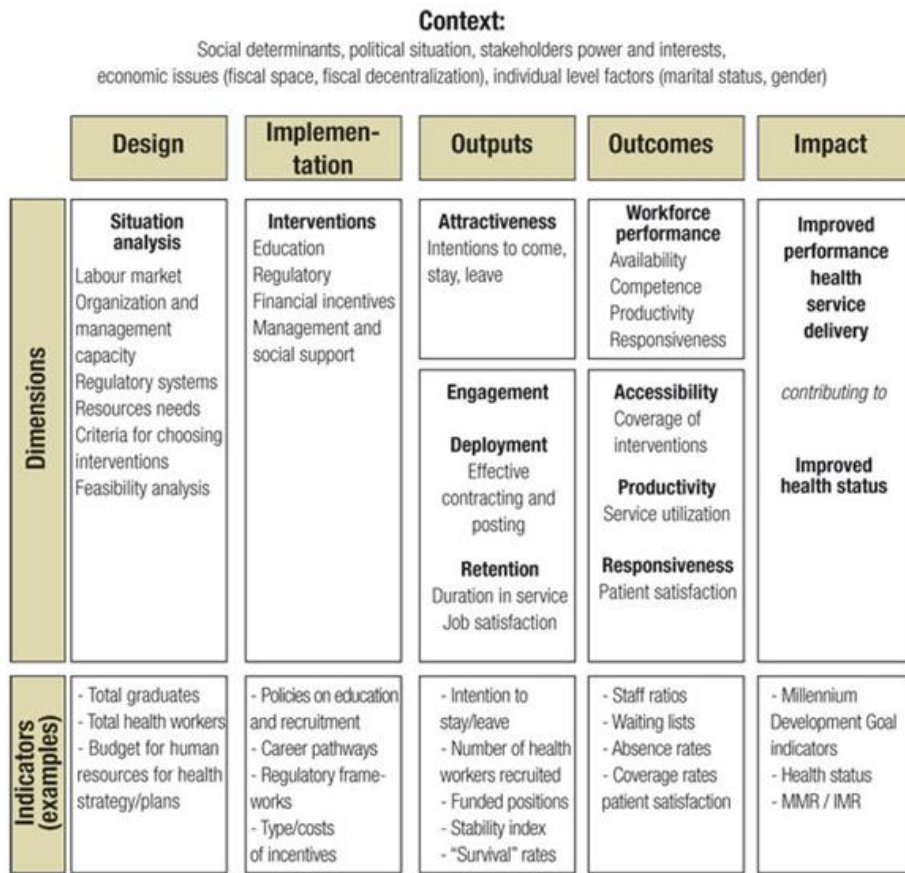 Context:
Social determinants, political situation, stakeholders power and interests,
economic issues (fiscal space, fiscal decentralization), individual level factors (marital status, gender)
Design
Implemen-
tation
Outputs
Outcomes
Impact
Dimensions
Situation
analysis
Labour market
Organization and
management
capacity
Regulatory systems
Resources needs
Criteria for choosing
interventions
Feasibility analysis
Interventions
Education
Regulatory
Financial incentives
Management and
social support
Attractiveness
Intentions to come,
stay, leave
Engagement
Deployment
Effective
contracting and
posting
Retention
Duration in service
Job satisfaction
Workforce
performance
Availability
Competence
Productivity
Responsiveness
Accessibility
Coverage of
interventions
Productivity
Service utilization
Responsiveness
Patient satisfaction
Improved
performance
health
service
delivery
contributing to
Improved
health status
Indicators
(examples)
- Total graduates
- Total health workers
- Budget for human
resources for health
strategy/plans
- Policies on education
and recruitment
- Career pathways
- Regulatory frame-
works
- Type/costs
of incentives
- Intention to
stay/leave
- Number of health
workers recruited
- Funded positions
- Stability index
- “Survival” rates
- Staff ratios
- Waiting lists
- Absence rates
- Coverage rates
patient satisfaction
- Millennium
Development Goal
indicators
- Health status
- MMR / IMR